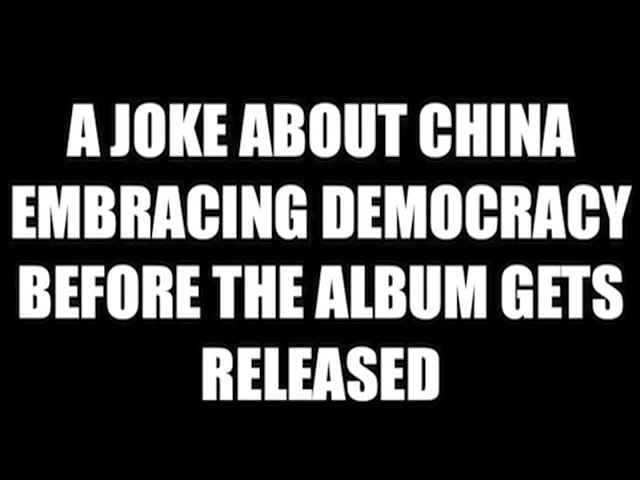 A JOKE ABOUT CHINA
EMBRACING DEMOCRACY
BEFORE THE ALBUM GETS
RELEASED